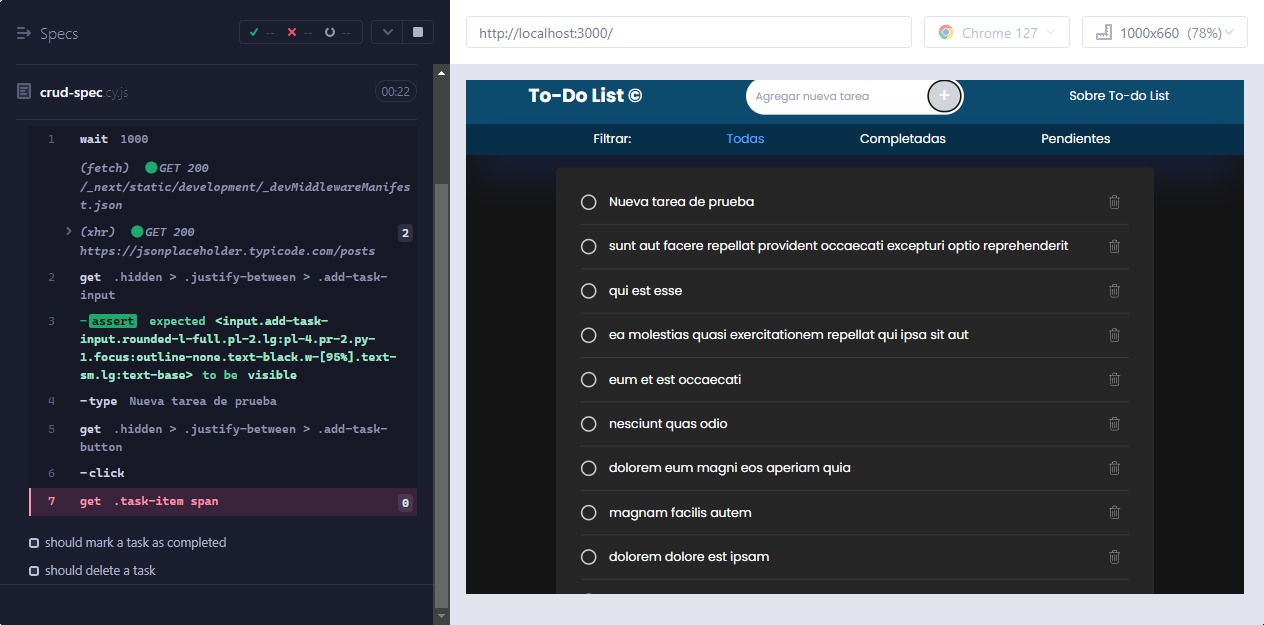 Specs
--
--
--
crud-spec.cy.js
00:22
1 wait 1000
(fetch) GET 200
/_next/static/development/_devMiddlewareManifes
t.json
(xhr) GET 200 2
https://jsonplaceholder.typicode.com/posts
2 get .hidden > .justify-between > .add-task-
input
3 -assert expected <input.add-task-
input.rounded-l-full.pl-2.lg:pl-4.pr-2.py-
1.focus:outline-none.text-black.w-[95%].text-
sm.lg:text-base> to be visible
4 -type Nueva tarea de prueba
5 get .hidden > .justify-between > .add-task-
button
6 -click
7 get .task-item span 0
should mark a task as completed
should delete a task
http://localhost:3000/
Chrome 127
1000x660 (78%)
To-Do List ©
Agregar nueva tarea
+
Sobre To-do List
Filtrar: Todas Completadas Pendientes
Nueva tarea de prueba
sunt aut facere repellat provident occaecati excepturi optio reprehenderit
qui est esse
ea molestias quasi exercitationem repellat qui ipsa sit aut
eum et est occaecati
nesciunt quas odio
dolorem eum magni eos aperiam quia
magnam facilis autem
dolorem dolore est ipsam